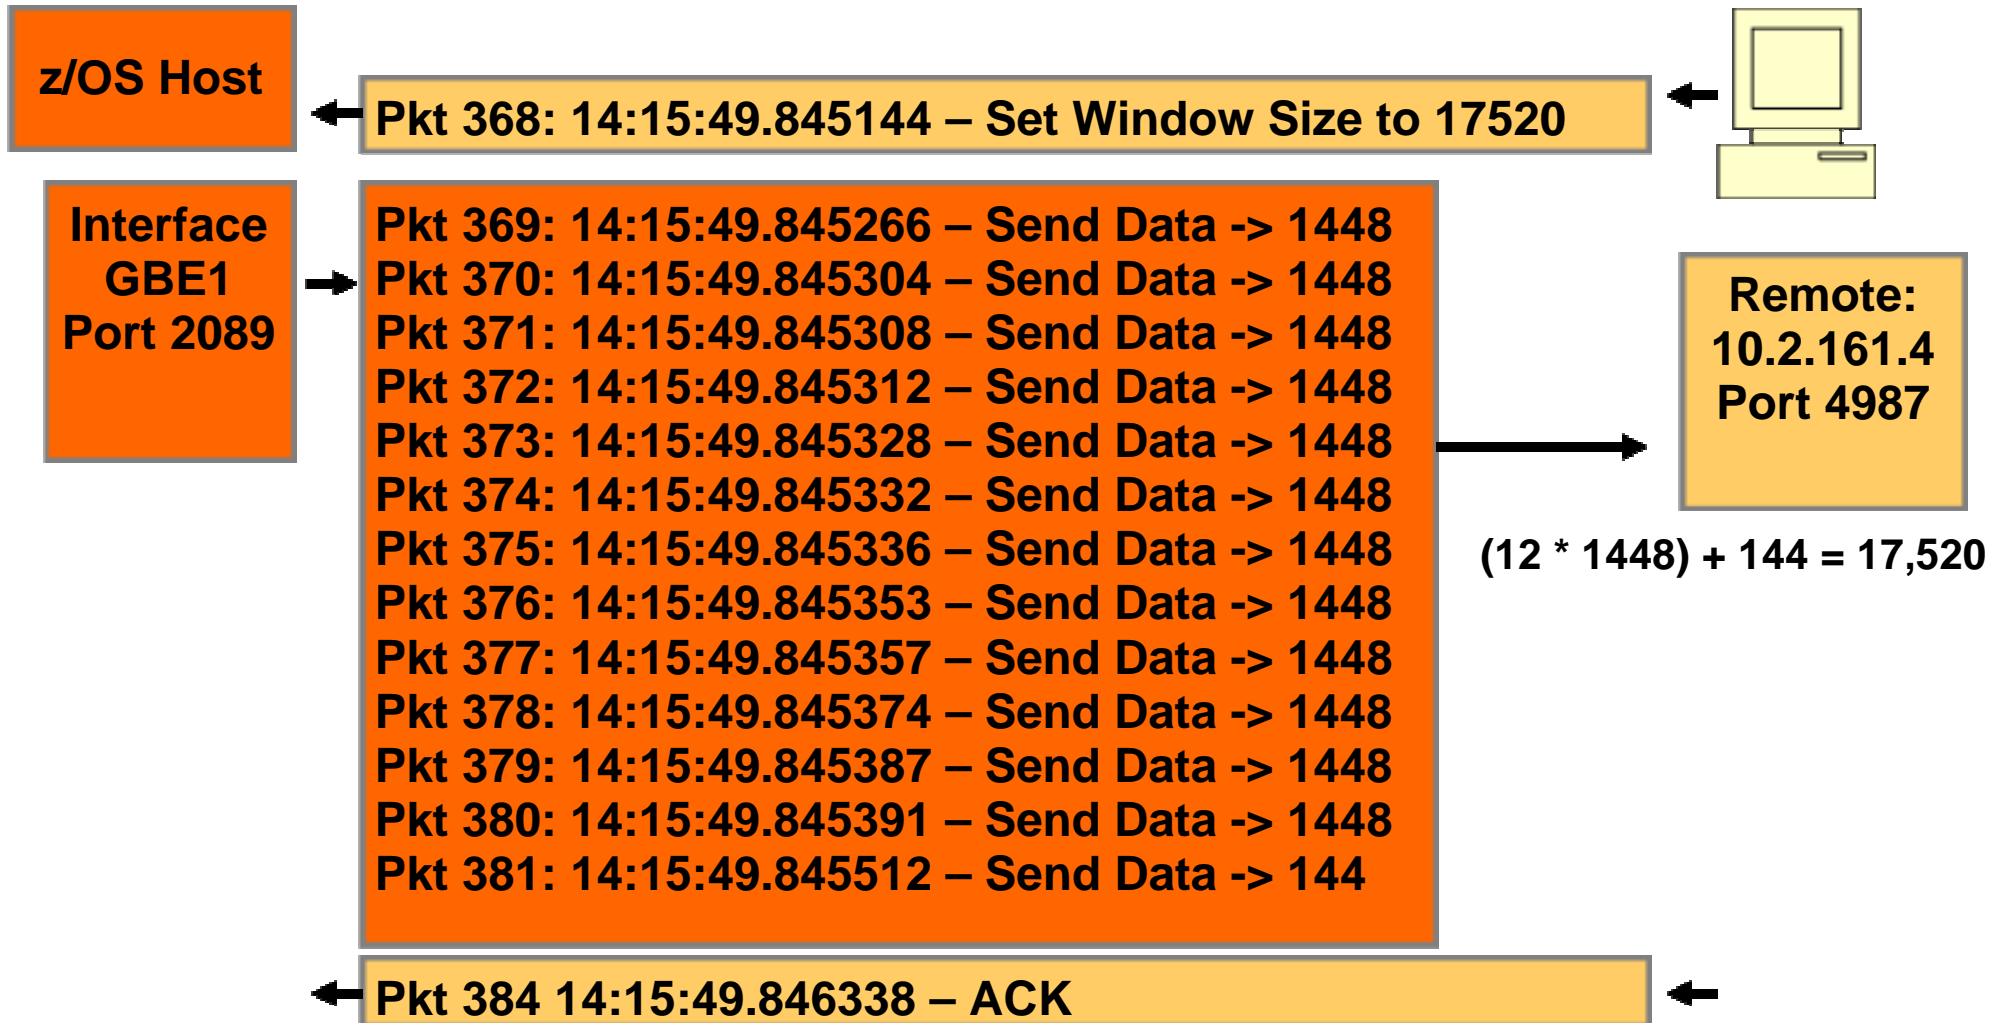 z/OS Host
Pkt 368: 14:15:49.845144 – Set Window Size to 17520
Interface
GBE1
Port 2089
Pkt 369: 14:15:49.845266 – Send Data -> 1448
Pkt 370: 14:15:49.845304 – Send Data -> 1448
Pkt 371: 14:15:49.845308 – Send Data -> 1448
Pkt 372: 14:15:49.845312 – Send Data -> 1448
Pkt 373: 14:15:49.845328 – Send Data -> 1448
Pkt 374: 14:15:49.845332 – Send Data -> 1448
Pkt 375: 14:15:49.845336 – Send Data -> 1448
Pkt 376: 14:15:49.845353 – Send Data -> 1448
Pkt 377: 14:15:49.845357 – Send Data -> 1448
Pkt 378: 14:15:49.845374 – Send Data -> 1448
Pkt 379: 14:15:49.845387 – Send Data -> 1448
Pkt 380: 14:15:49.845391 – Send Data -> 1448
Pkt 381: 14:15:49.845512 – Send Data -> 144
Remote:
10.2.161.4
Port 4987
(12 * 1448) + 144 = 17,520
Pkt 384 14:15:49.846338 – ACK